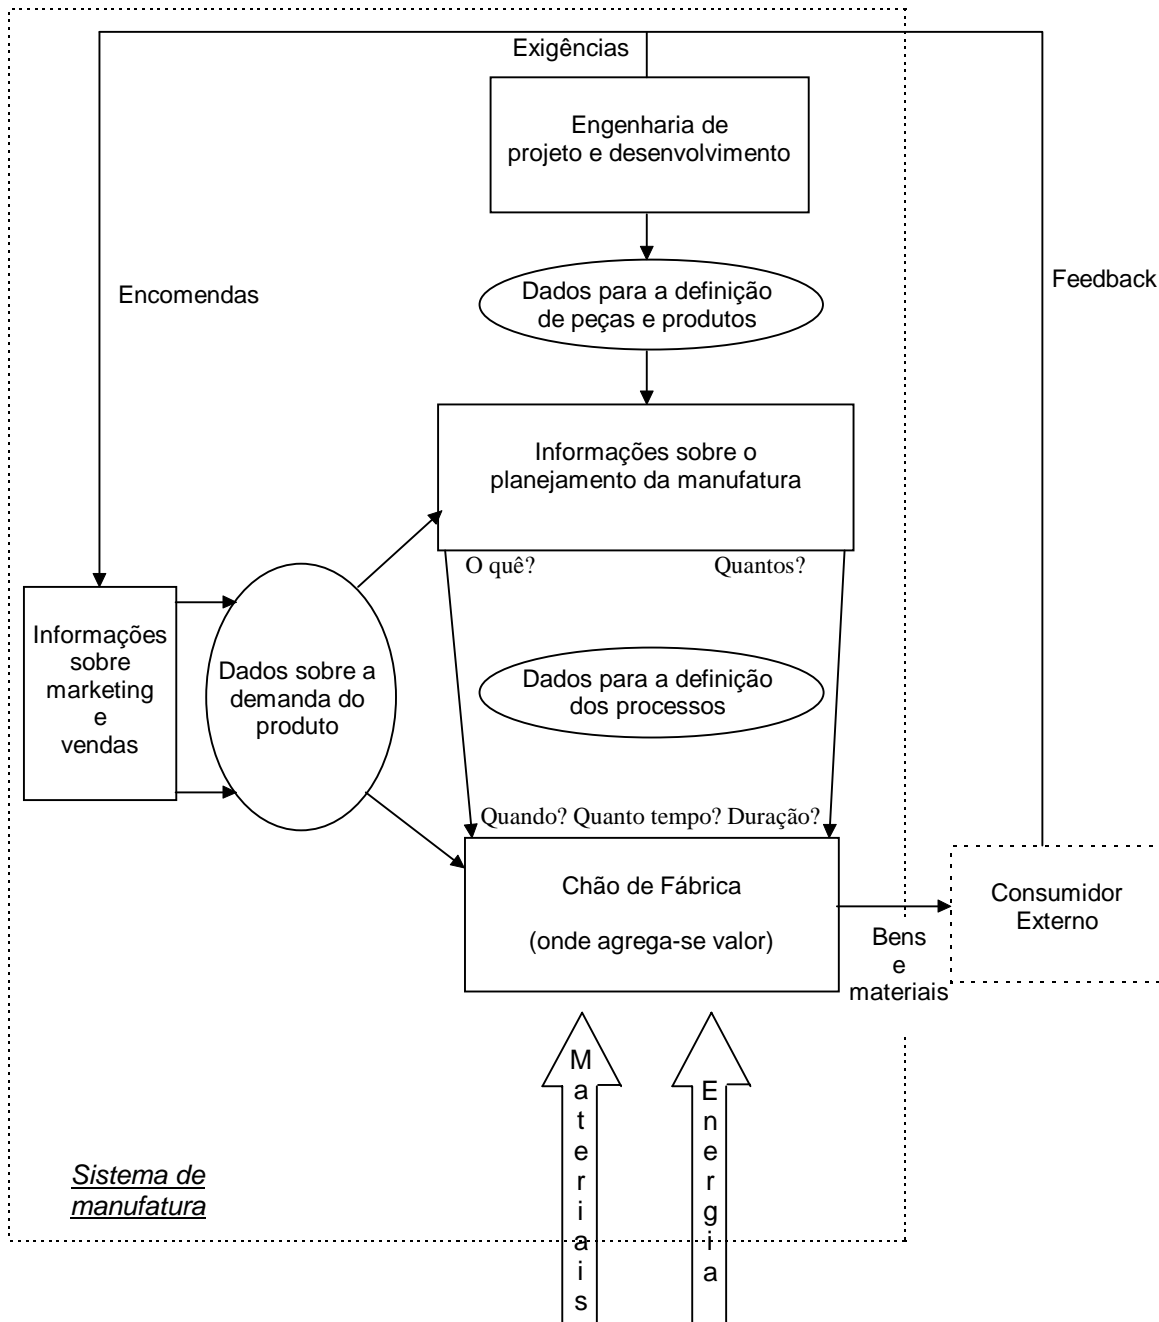 Exigências
Engenharia de
projeto e desenvolvimento
Encomendas
Feedback
Dados para a definição
de peças e produtos
Informações sobre o
planejamento da manufatura
O quê?
Quantos?
Informações
sobre
marketing
e
vendas
Dados sobre a
demanda do
produto
Dados para a definição
dos processos
Quando? Quanto tempo? Duração?
Chão de Fábrica
(onde agrega-se valor)
Consumidor
Externo
Bens
e
materiais
Materiais
Energia
Sistema de
manufatura